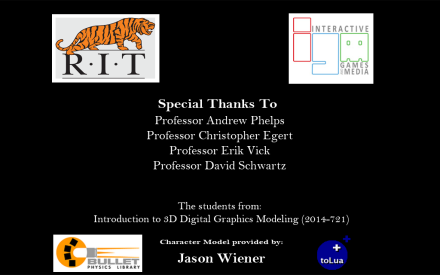 R·I·T
INTERACTIVE
GAMES
AND MEDIA
Special Thanks To
Professor Andrew Phelps
Professor Christopher Egert
Professor Erik Vick
Professor David Schwartz
The students from:
Introduction to 3D Digital Graphics Modeling (2014-721)
BULLET
PHYSICS LIBRARY
Character Model provided by:
Jason Wiener
toLua
++